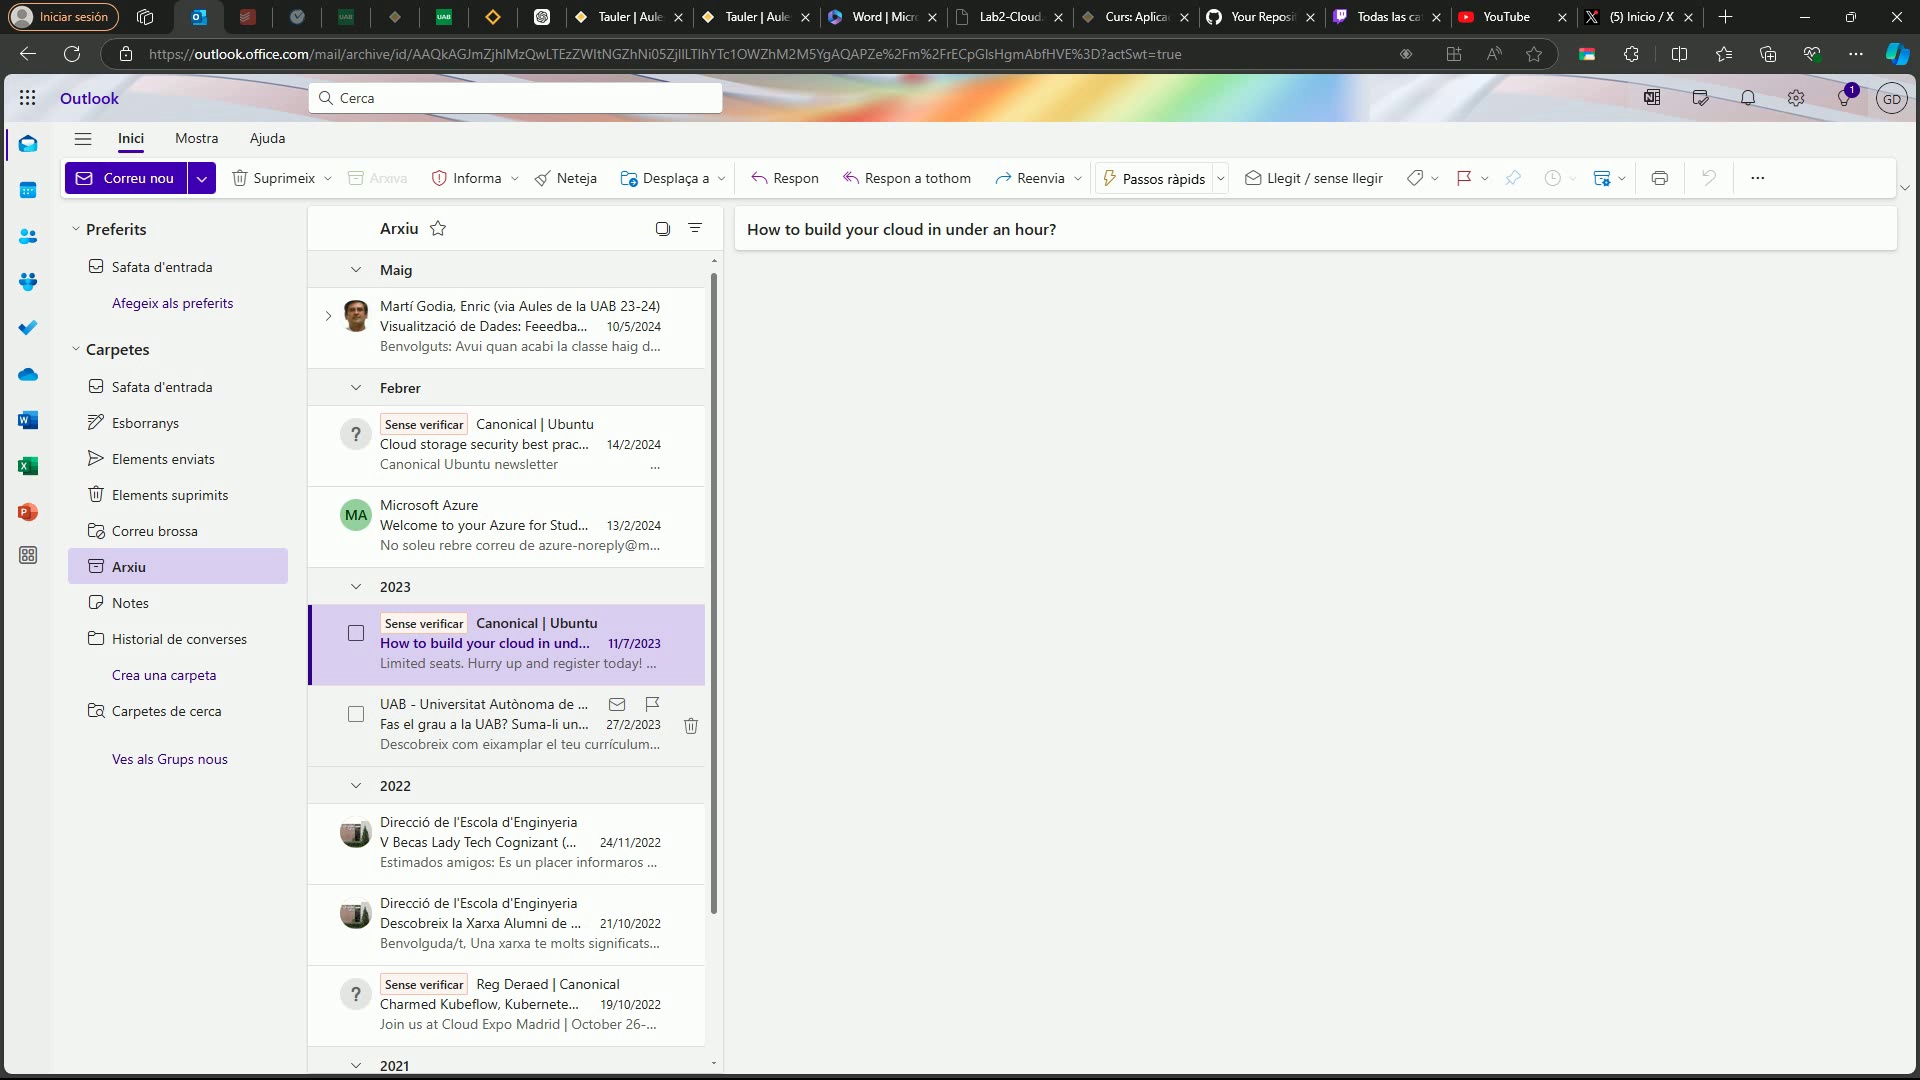 Iniciar sesión
Tauler | Aule
Tauler | Aule
Word | Micr
Lab2-Cloud.
Curs: Aplica
Your Reposit
Todas las ca
YouTube
(5) Inicio / X
https://outlook.office.com/mail/archive/id/AAQkAGJmZjhlMzQwLTEzZWItNGZhNi05ZjllLTlhYTc1OWZhM2M5YgAQAPZe%2Fm%2FrECpGlsHgmAbfHVE%3D?actSwt=true
Outlook
Cerca
1
GD
Inici
Mostra
Ajuda
Correu nou
Suprimeix
Arxiva
Informa
Neteja
Desplaça a
Respon
Respon a tothom
Reenvia
Passos ràpids
Llegit / sense llegir
Preferits
Safata d'entrada
Afegeix als preferits
Carpetes
Safata d'entrada
Esborranys
Elements enviats
Elements suprimits
Correu brossa
Arxiu
Notes
Historial de converses
Crea una carpeta
Carpetes de cerca
Ves als Grups nous
Arxiu
Maig
Martí Godia, Enric (via Aules de la UAB 23-24)
Visualització de Dades: Feeedba... 10/5/2024
Benvolguts: Avui quan acabi la classe haig d...
Febrer
? Sense verificar Canonical | Ubuntu
Cloud storage security best prac... 14/2/2024
Canonical Ubuntu newsletter ...
MA Microsoft Azure
Welcome to your Azure for Stud... 13/2/2024
No soleu rebre correu de azure-noreply@m...
2023
Sense verificar Canonical | Ubuntu
How to build your cloud in und... 11/7/2023
Limited seats. Hurry up and register today! ...
UAB - Universitat Autònoma de ...
Fas el grau a la UAB? Suma-li un... 27/2/2023
Descobreix com eixamplar el teu currículum...
2022
Direcció de l'Escola d'Enginyeria
V Becas Lady Tech Cognizant (... 24/11/2022
Estimados amigos: Es un placer informaros ...
Direcció de l'Escola d'Enginyeria
Descobreix la Xarxa Alumni de ... 21/10/2022
Benvolguda/t, Una xarxa te molts significats...
? Sense verificar Reg Deraed | Canonical
Charmed Kubeflow, Kubernete... 19/10/2022
Join us at Cloud Expo Madrid | October 26-...
2021
How to build your cloud in under an hour?